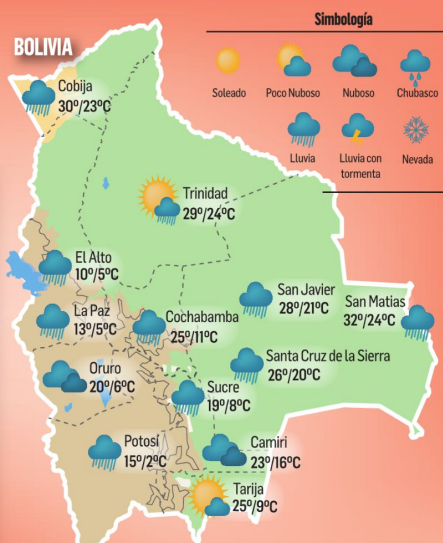 BOLIVIA
Simbología
Soleado
Poco Nuboso
Nuboso
Chubasco
Lluvia
Lluvia con
tormenta
Nevada
Cobija
30º/23ºC
Trinidad
29º/24ºC
El Alto
10º/5ºC
La Paz
13º/5ºC
Cochabamba
25º/11ºC
San Javier
28º/21ºC
San Matias
32º/24ºC
Oruro
20º/6ºC
Santa Cruz de la Sierra
26º/20ºC
Sucre
19º/8ºC
Potosí
15º/2ºC
Camiri
23º/16ºC
Tarija
25º/9ºC